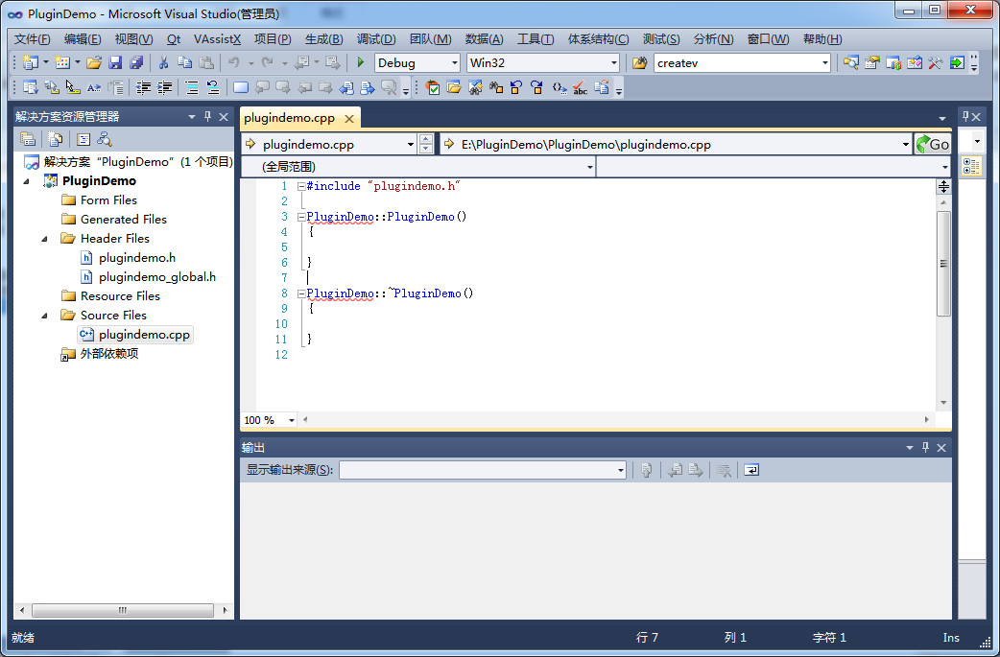 PluginDemo - Microsoft Visual Studio(管理员)
文件(F) 编辑(E) 视图(V) Qt VAssistX 项目(P) 生成(B) 调试(D) 团队(M) 数据(A) 工具(T) 体系结构(C) 测试(S) 分析(N) 窗口(W) 帮助(H)
Debug Win32 createv
abc
解决方案资源管理器
解决方案“PluginDemo”(1 个项目)
PluginDemo
Form Files
Generated Files
Header Files
plugindemo.h
plugindemo_global.h
Resource Files
Source Files
plugindemo.cpp
外部依赖项
plugindemo.cpp
plugindemo.cpp E:\PluginDemo\PluginDemo\plugindemo.cpp Go
(全局范围)
1 #include "plugindemo.h"
2
3 PluginDemo::PluginDemo()
4 {
5
6 }
7
8 PluginDemo::~PluginDemo()
9 {
10
11 }
12
100 %
输出
显示输出来源(S):
就绪 行 7 列 1 字符 1 Ins